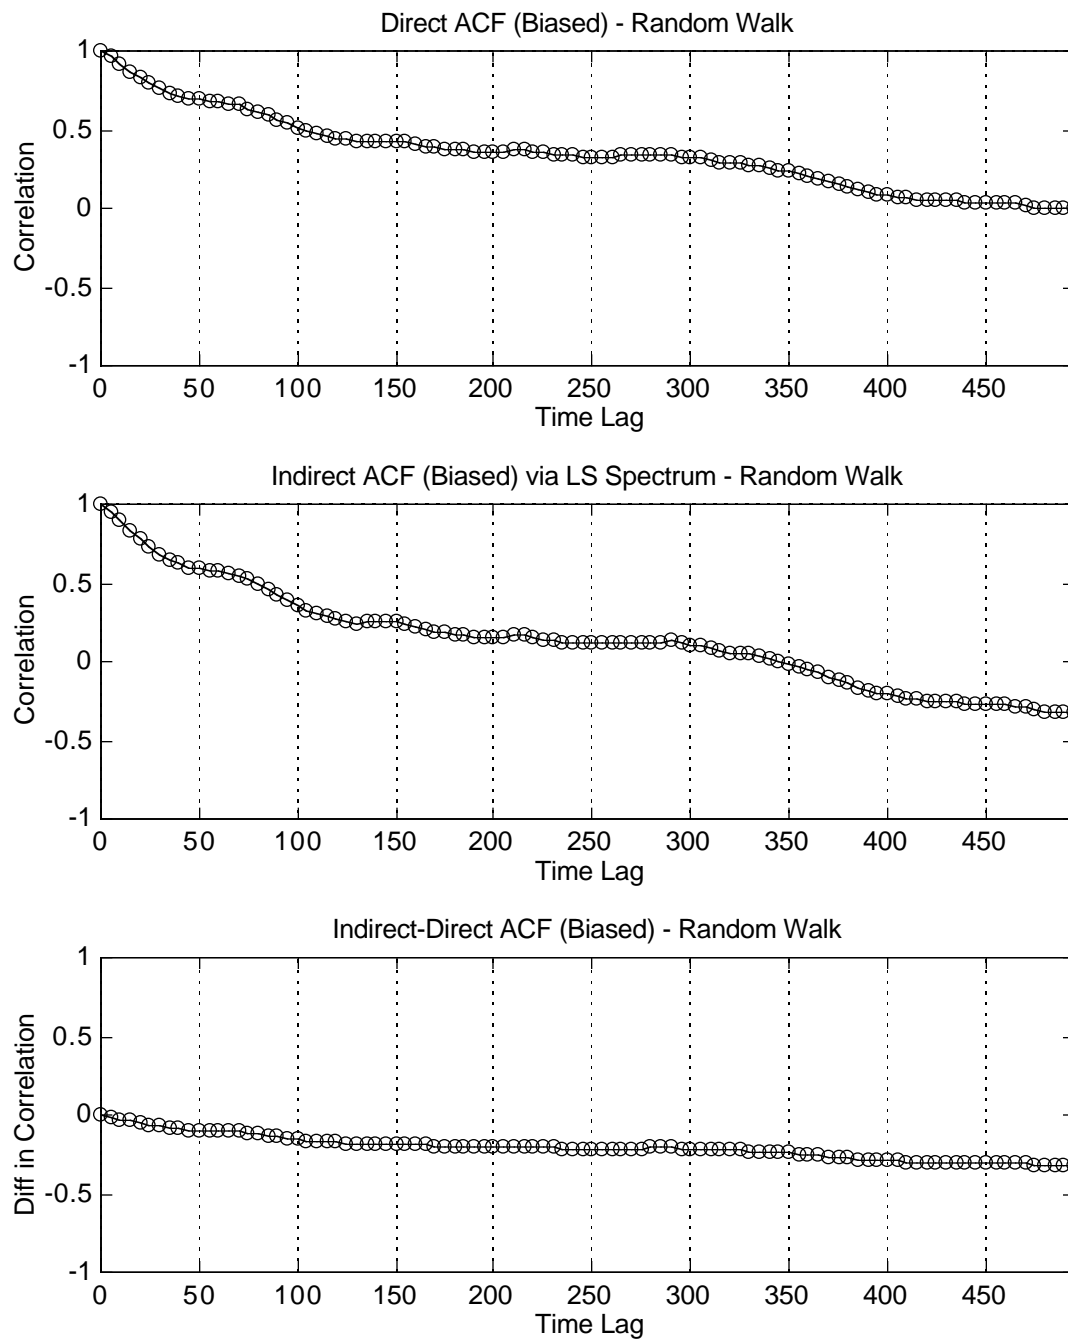 Direct ACF (Biased) - Random Walk
1
0.5
0
-0.5
-1
Correlation
0 50 100 150 200 250 300 350 400 450
Time Lag
Indirect ACF (Biased) via LS Spectrum - Random Walk
1
0.5
0
-0.5
-1
Correlation
0 50 100 150 200 250 300 350 400 450
Time Lag
Indirect-Direct ACF (Biased) - Random Walk
1
0.5
0
-0.5
-1
Diff in Correlation
0 50 100 150 200 250 300 350 400 450
Time Lag